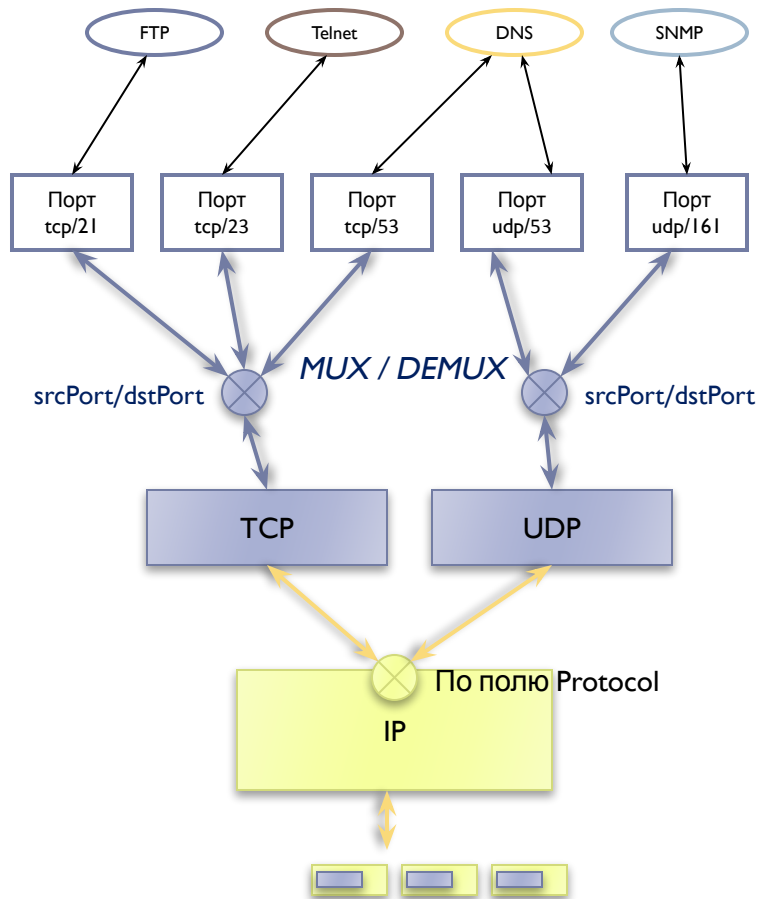 FTP
Telnet
DNS
SNMP
Порт
tcp/21
Порт
tcp/23
Порт
tcp/53
Порт
udp/53
Порт
udp/161
MUX / DEMUX
srcPort/dstPort
srcPort/dstPort
TCP
UDP
По полю Protocol
IP